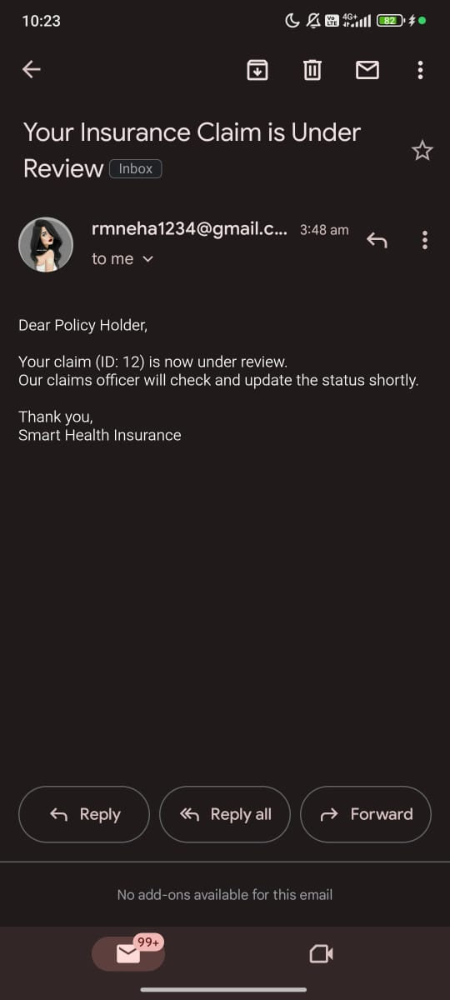 10:23
Vo LTE 4G+ 82
Your Insurance Claim is Under
Review Inbox
rmneha1234@gmail.c... 3:48 am
to me
Dear Policy Holder,
Your claim (ID: 12) is now under review.
Our claims officer will check and update the status shortly.
Thank you,
Smart Health Insurance
Reply Reply all Forward
No add-ons available for this email
99+